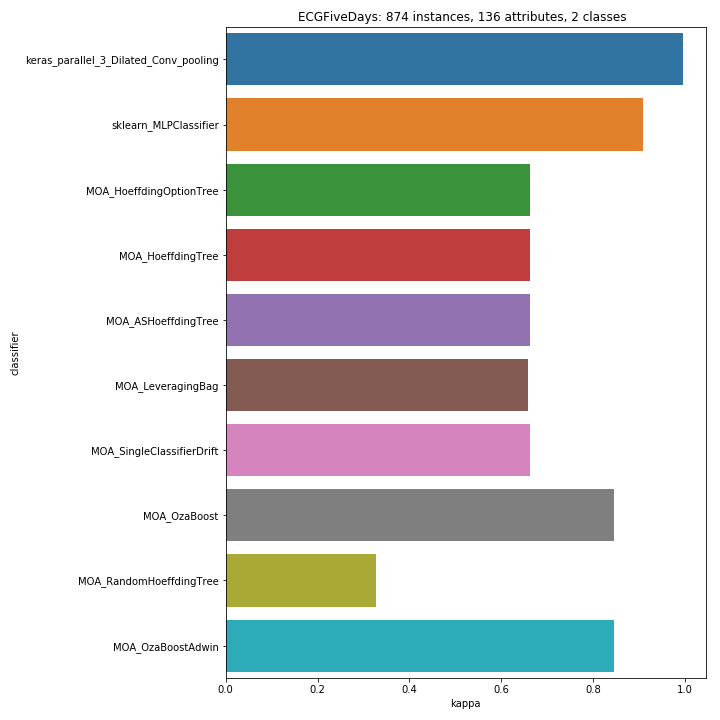 ECGFiveDays: 874 instances, 136 attributes, 2 classes
keras_parallel_3_Dilated_Conv_pooling
sklearn_MLPClassifier
MOA_HoeffdingOptionTree
MOA_HoeffdingTree
MOA_ASHoeffdingTree
MOA_LeveragingBag
MOA_SingleClassifierDrift
MOA_OzaBoost
MOA_RandomHoeffdingTree
MOA_OzaBoostAdwin
classifier
0.0 0.2 0.4 0.6 0.8 1.0
kappa